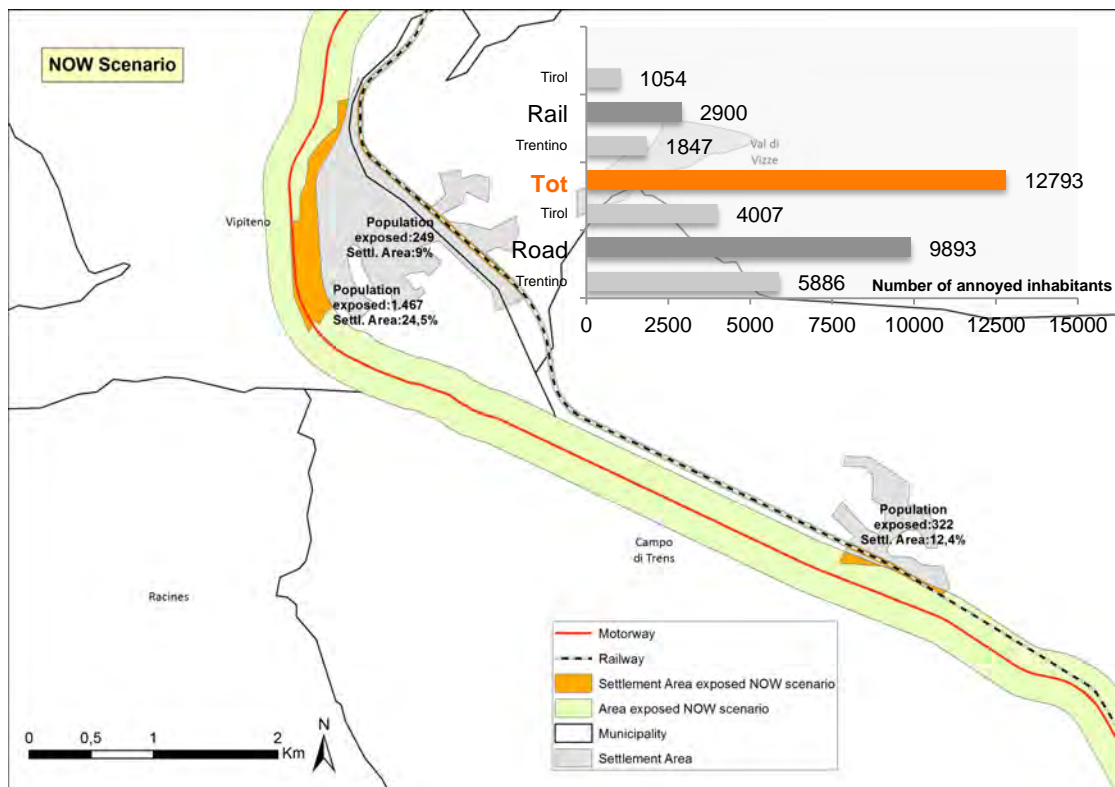 NOW Scenario
Tirol
1054
Rail
2900
Trentino
1847
Val di
Vizze
Tot
12793
Tirol
4007
Road
9893
Trentino
5886
Number of annoyed inhabitants
0 2500 5000 7500 10000 12500 15000
Vipiteno
Population
exposed:249
Settl. Area:9%
Population
exposed:1.467
Settl. Area:24,5%
Population
exposed:322
Settl. Area:12,4%
Campo
di Trens
Racines
Motorway
Railway
Settlement Area exposed NOW scenario
Area exposed NOW scenario
Municipality
Settlement Area
0 0,5 1 2
Km
N